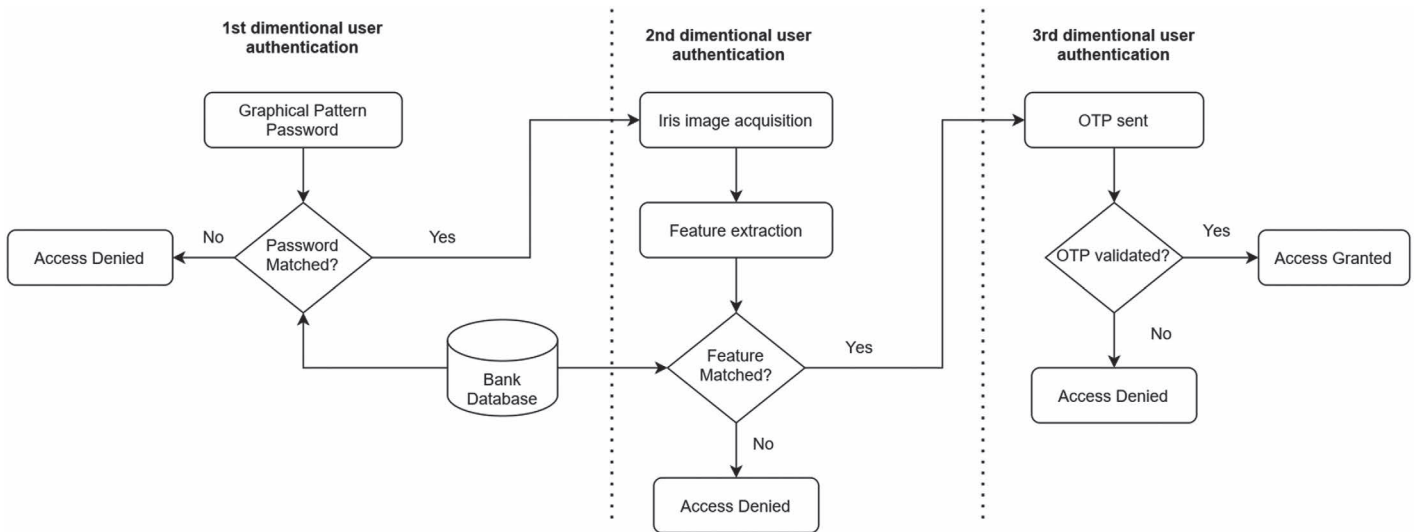 1st dimentional user
authentication
Graphical Pattern
Password
Password
Matched?
No
Access Denied
Yes
Bank
Database
2nd dimentional user
authentication
Iris image acquisition
Feature extraction
Feature
Matched?
Yes
No
Access Denied
3rd dimentional user
authentication
OTP sent
OTP validated?
Yes
Access Granted
No
Access Denied